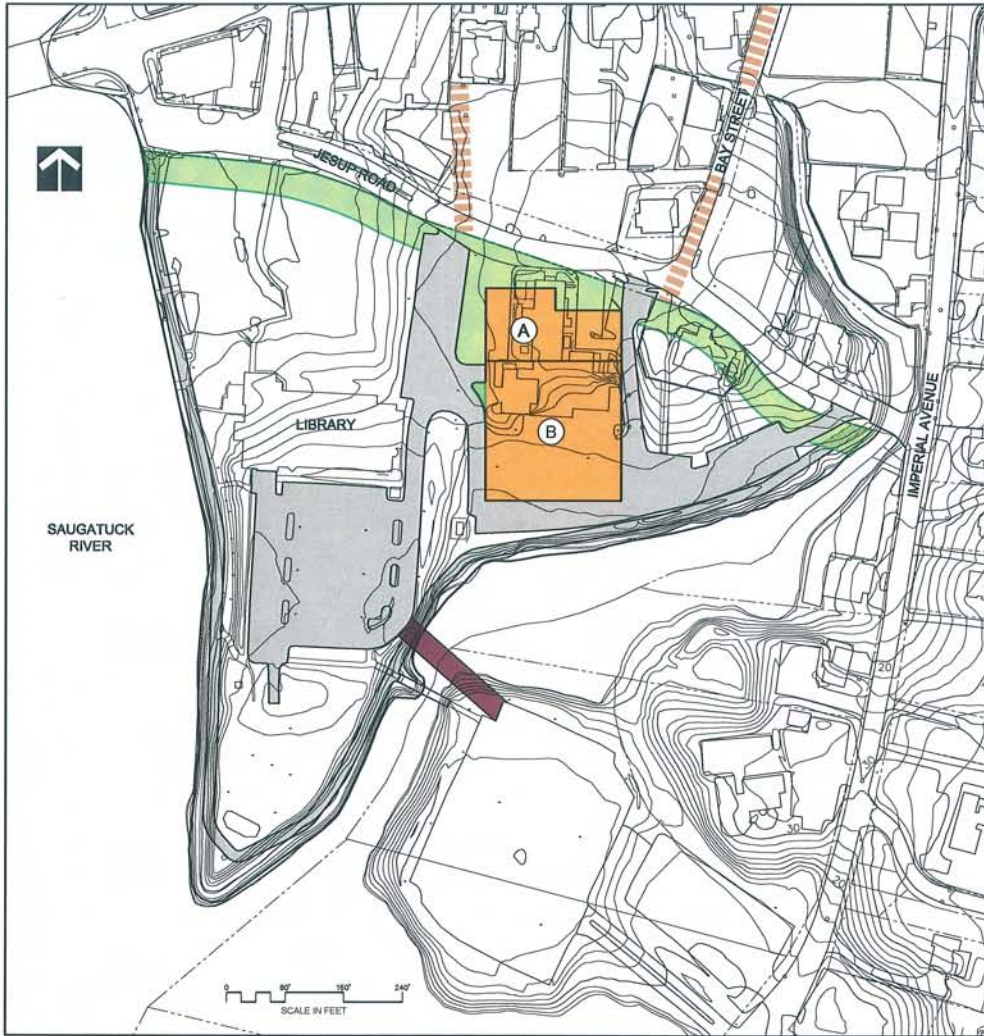 JESUP ROAD
BAY STREET
A
B
LIBRARY
IMPERIAL AVENUE
SAUGATUCK
RIVER
20
30
0 80' 160' 240'
SCALE IN FEET